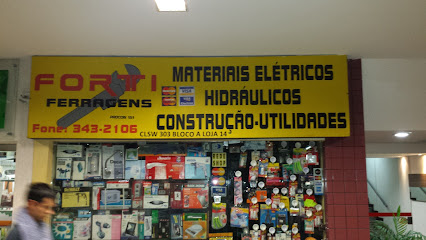 FORTI
FERRAGENS
Fone: 343-2106
MATERIAIS ELÉTRICOS
HIDRÁULICOS
CONSTRUÇÃO-UTILIDADES
CLSW 303 BLOCO A LOJA 14